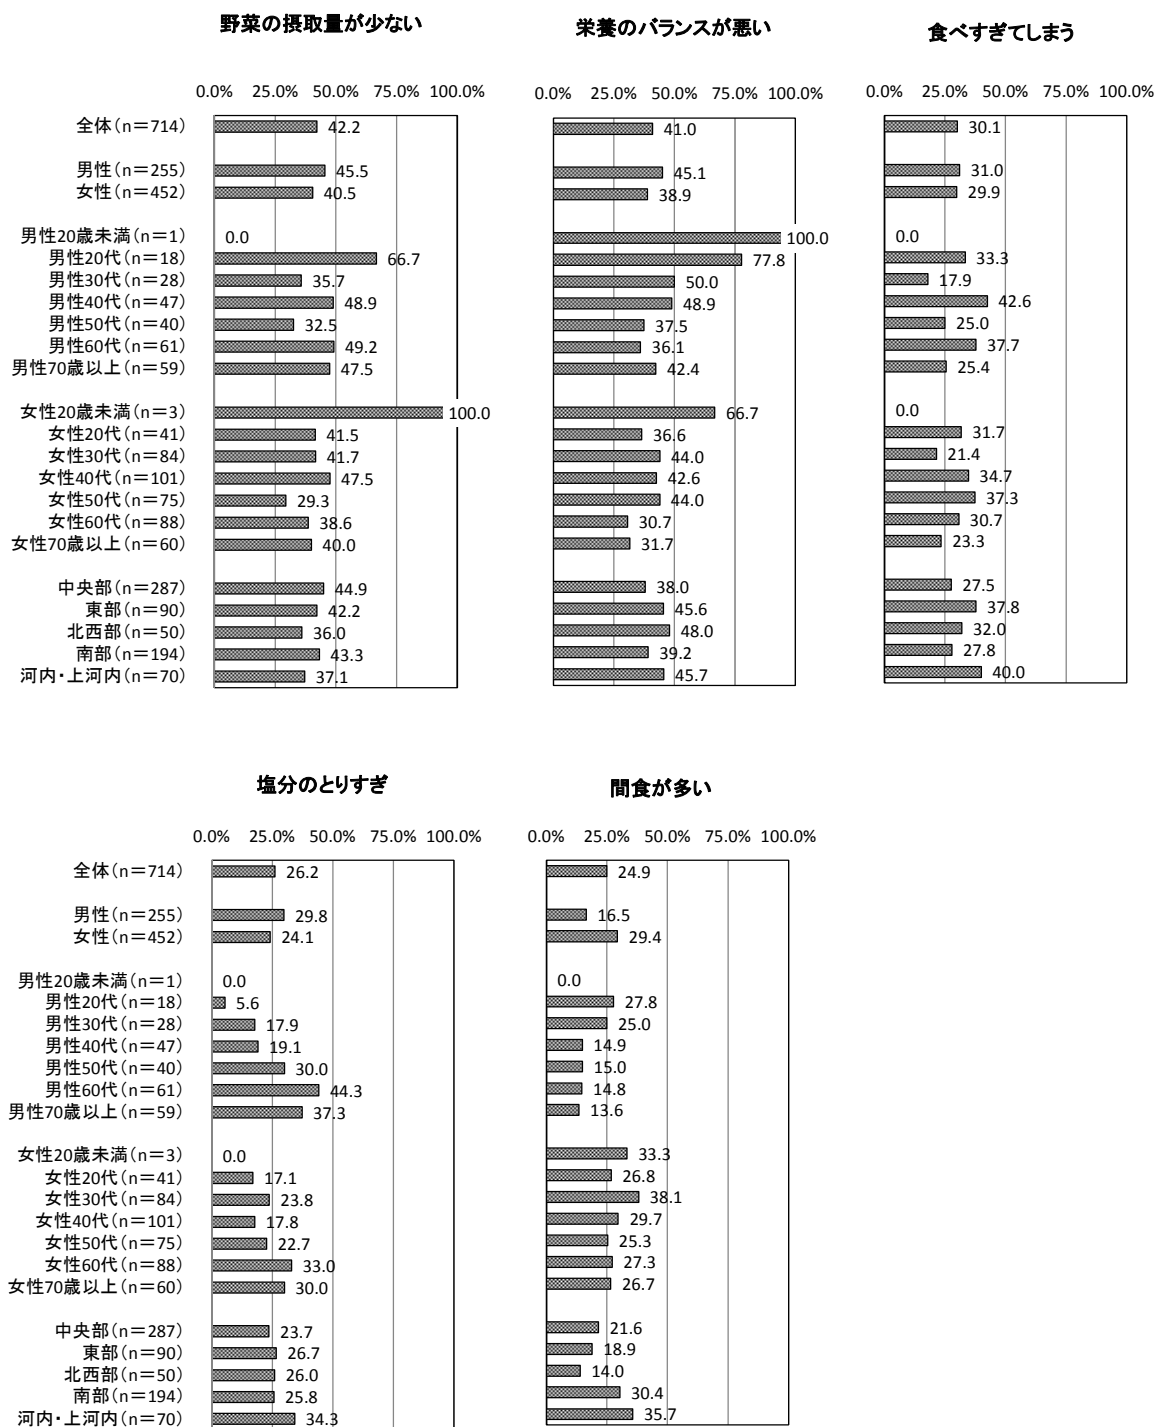 野菜の摂取量が少ない 栄養のバランスが悪い 食べすぎてしまう
0.0% 25.0% 50.0% 75.0% 100.0% 0.0% 25.0% 50.0% 75.0% 100.0% 0.0% 25.0% 50.0% 75.0% 100.0%
全体(n=714) 42.2 41.0 30.1
男性(n=255) 45.5 45.1 31.0
女性(n=452) 40.5 38.9 29.9
男性20歳未満(n=1) 0.0 100.0 0.0
男性20代(n=18) 66.7 77.8 33.3
男性30代(n=28) 35.7 50.0 17.9
男性40代(n=47) 48.9 48.9 42.6
男性50代(n=40) 32.5 37.5 25.0
男性60代(n=61) 49.2 36.1 37.7
男性70歳以上(n=59) 47.5 42.4 25.4
女性20歳未満(n=3) 100.0 66.7 0.0
女性20代(n=41) 41.5 36.6 31.7
女性30代(n=84) 41.7 44.0 21.4
女性40代(n=101) 47.5 42.6 34.7
女性50代(n=75) 29.3 44.0 37.3
女性60代(n=88) 38.6 30.7 30.7
女性70歳以上(n=60) 40.0 31.7 23.3
中央部(n=287) 44.9 38.0 27.5
東部(n=90) 42.2 45.6 37.8
北西部(n=50) 36.0 48.0 32.0
南部(n=194) 43.3 39.2 27.8
河内・上河内(n=70) 37.1 45.7 40.0
塩分のとりすぎ 間食が多い
0.0% 25.0% 50.0% 75.0% 100.0% 0.0% 25.0% 50.0% 75.0% 100.0%
全体(n=714) 26.2 24.9
男性(n=255) 29.8 16.5
女性(n=452) 24.1 29.4
男性20歳未満(n=1) 0.0 0.0
男性20代(n=18) 5.6 27.8
男性30代(n=28) 17.9 25.0
男性40代(n=47) 19.1 14.9
男性50代(n=40) 30.0 15.0
男性60代(n=61) 44.3 14.8
男性70歳以上(n=59) 37.3 13.6
女性20歳未満(n=3) 0.0 33.3
女性20代(n=41) 17.1 26.8
女性30代(n=84) 23.8 38.1
女性40代(n=101) 17.8 29.7
女性50代(n=75) 22.7 25.3
女性60代(n=88) 33.0 27.3
女性70歳以上(n=60) 30.0 26.7
中央部(n=287) 23.7 21.6
東部(n=90) 26.7 18.9
北西部(n=50) 26.0 14.0
南部(n=194) 25.8 30.4
河内・上河内(n=70) 34.3 35.7